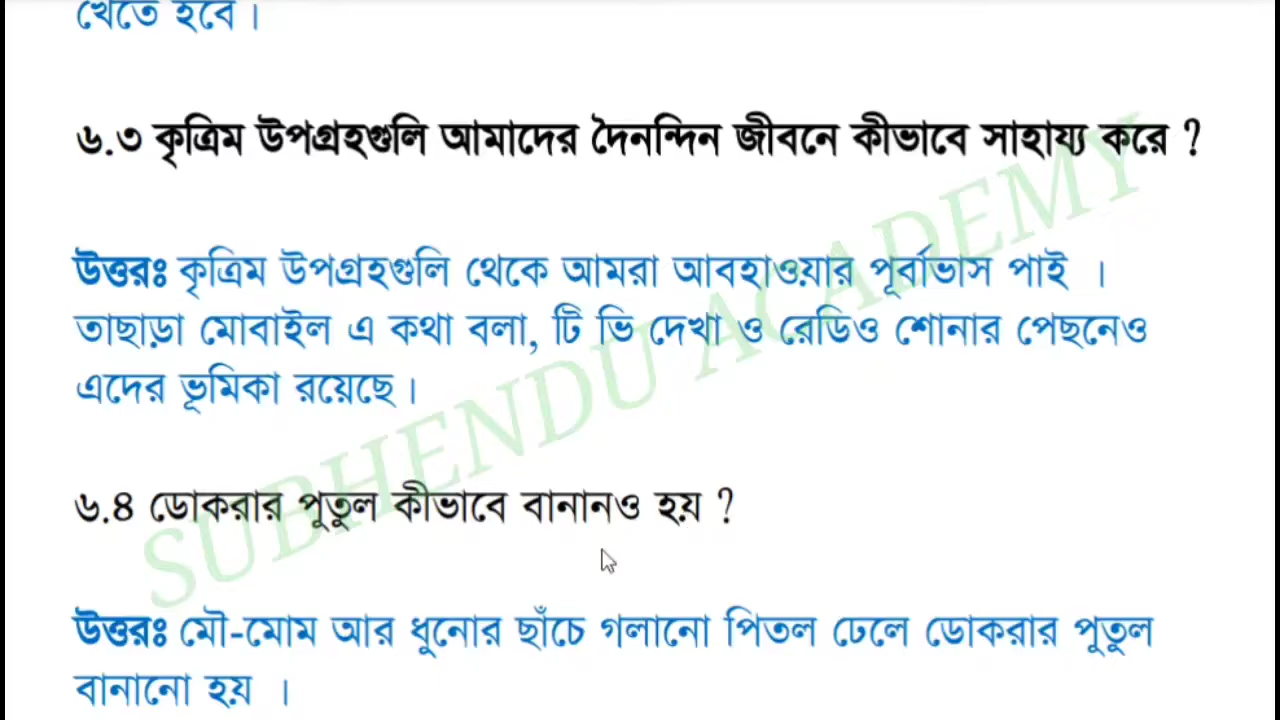 খেতে হবে।
৬.৩ কৃত্রিম উপগ্রহগুলি আমাদের দৈনন্দিন জীবনে কীভাবে সাহায্য করে ?
উত্তরঃ কৃত্রিম উপগ্রহগুলি থেকে আমরা আবহাওয়ার পূর্বাভাস পাই ।
তাছাড়া মোবাইল এ কথা বলা, টি ভি দেখা ও রেডিও শোনার পেছনেও
এদের ভূমিকা রয়েছে।
৬.৪ ডোকরার পুতুল কীভাবে বানানও হয় ?
উত্তরঃ মৌ-মোম আর ধুনোর ছাঁচে গলানো পিতল ঢেলে ডোকরার পুতুল
বানানো হয় ।
SUBHENDU ACADEMY